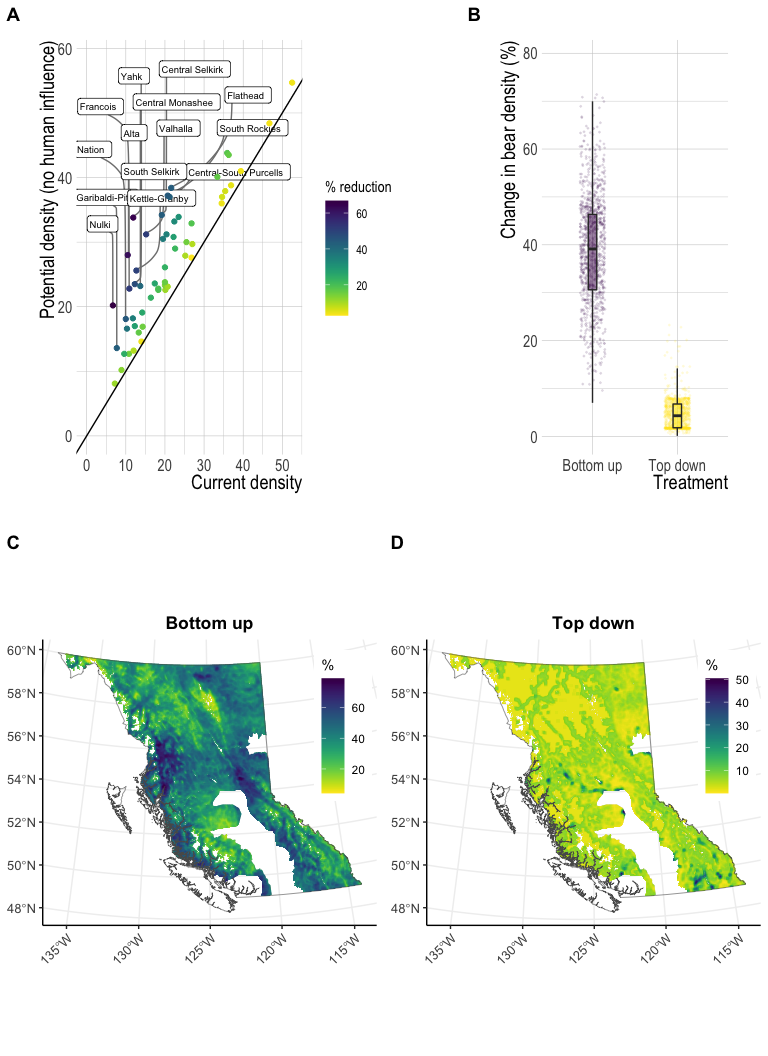 A
Potential density (no human influence)
60
40
20
0
Yahk
Central Selkirk
Francois
Central Monashee
Flathead
Alta
Valhalla
South Rockies
Nation
South Selkirk
Central-South Purcells
Garibaldi-Pit
Kettle-Granby
Nulki
0 10 20 30 40 50
Current density
% reduction
60
40
20
B
Change in bear density (%)
80
60
40
20
0
Bottom up Top down
Treatment
C
Bottom up
60°N
58°N
56°N
54°N
52°N
50°N
48°N
135°W 130°W 125°W 120°W 115°W
%
60
40
20
D
Top down
60°N
58°N
56°N
54°N
52°N
50°N
48°N
135°W 130°W 125°W 120°W 115°W
%
50
40
30
20
10